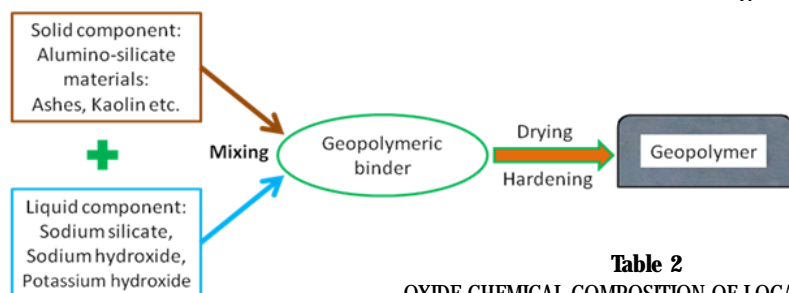 Solid component:
Alumino-silicate
materials:
Ashes, Kaolin etc.
Mixing
Geopolymeric
binder
Drying
Hardening
Geopolymer
Liquid component:
Sodium silicate,
Sodium hydroxide,
Potassium hydroxide
Table 2